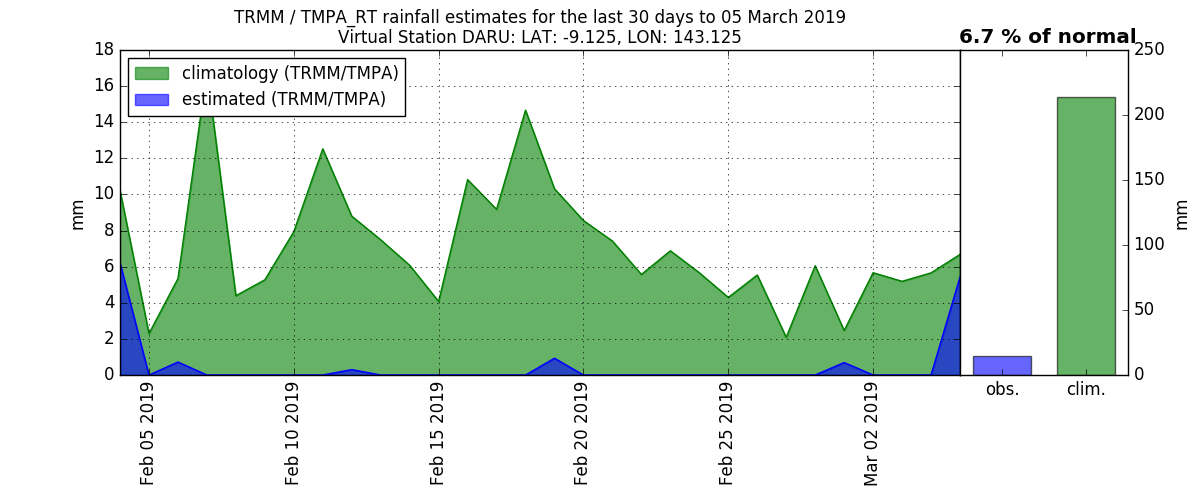 TRMM / TMPA_RT rainfall estimates for the last 30 days to 05 March 2019
Virtual Station DARU: LAT: -9.125, LON: 143.125
6.7 % of normal
climatology (TRMM/TMPA)
estimated (TRMM/TMPA)
mm
18
16
14
12
10
8
6
4
2
0
Feb 05 2019
Feb 10 2019
Feb 15 2019
Feb 20 2019
Feb 25 2019
Mar 02 2019
obs.
clim.
250
200
150
100
50
0
mm